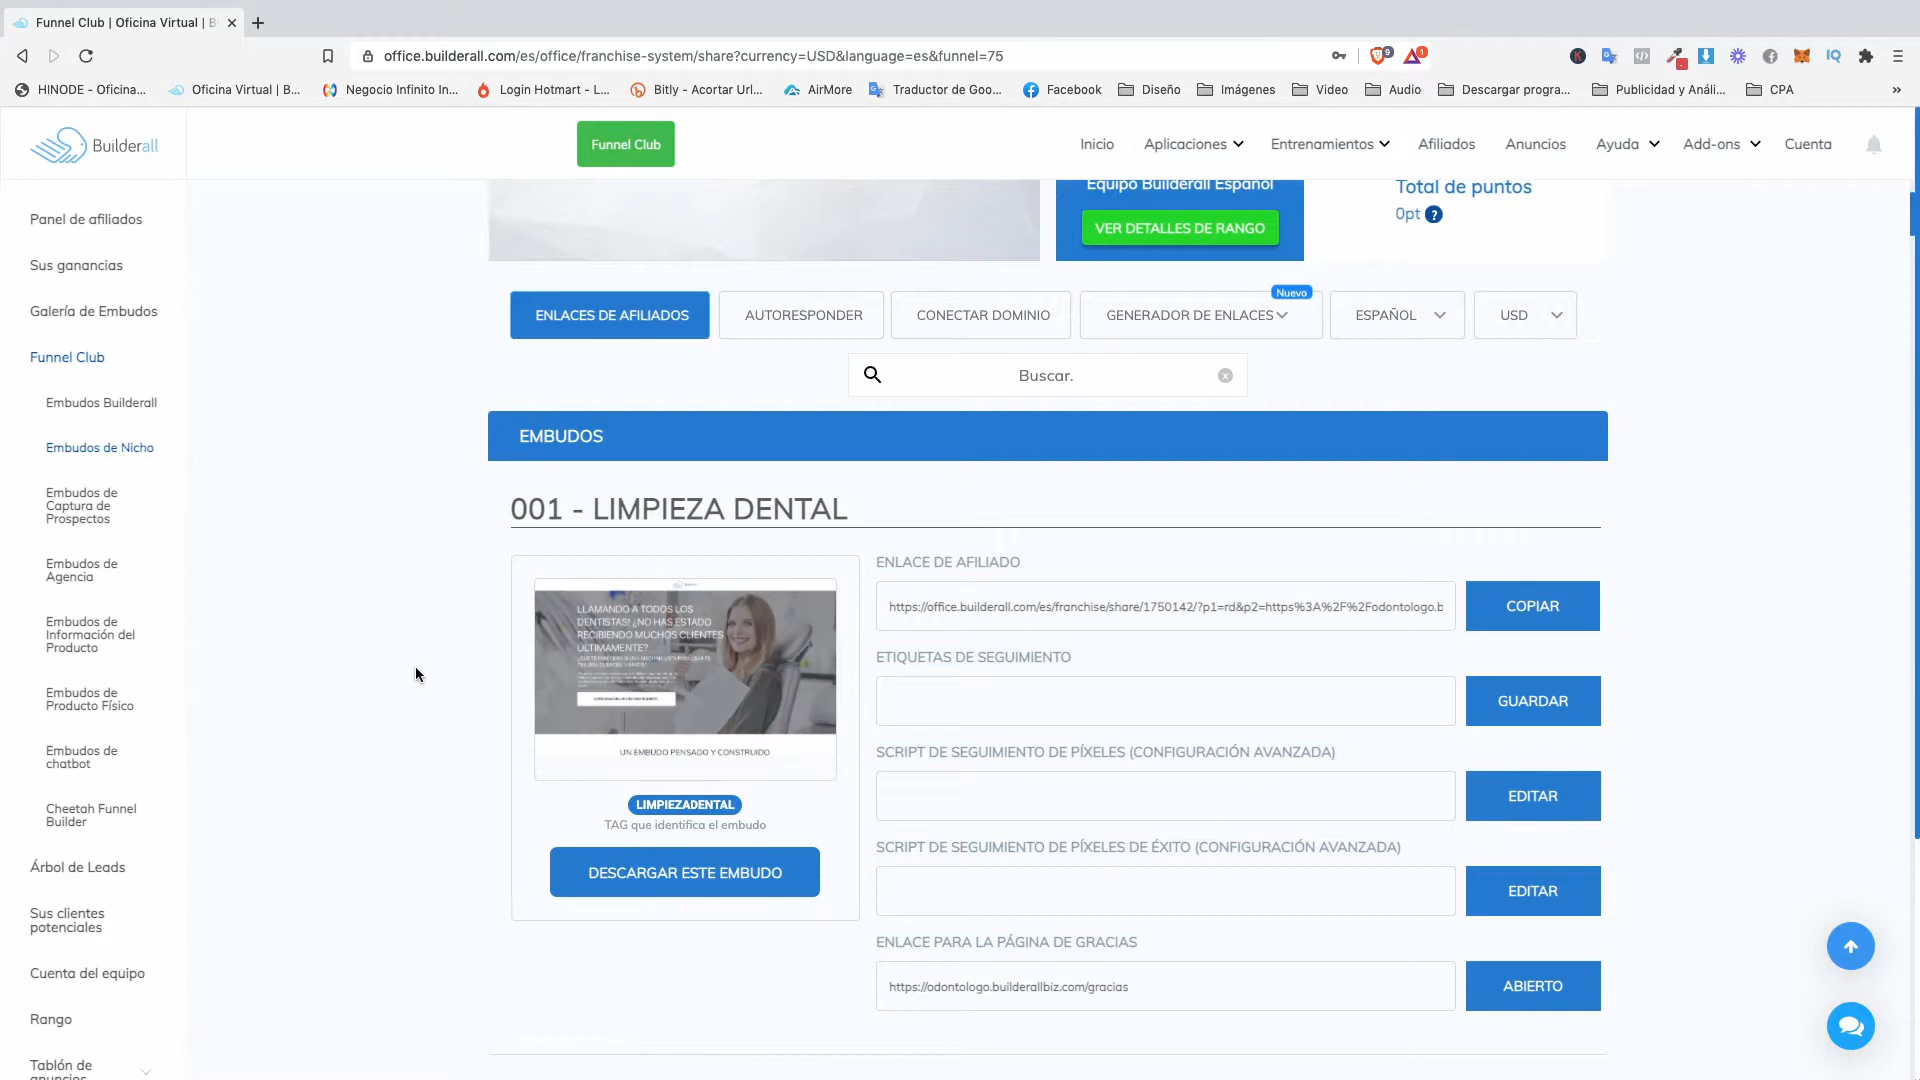 Funnel Club | Oficina Virtual | B
office.builderall.com/es/office/franchise-system/share?currency=USD&language=es&funnel=75
9
1
IQ
HINODE - Oficina...
Oficina Virtual | B...
Negocio Infinito In...
Login Hotmart - L...
Bitly - Acortar Url...
AirMore
Traductor de Goo...
Facebook
Diseño
Imágenes
Video
Audio
Descargar progra...
Publicidad y Análi...
CPA
»
Builderall
Funnel Club
Inicio
Aplicaciones
Entrenamientos
Afiliados
Anuncios
Ayuda
Add-ons
Cuenta
Panel de afiliados
Sus ganancias
Galería de Embudos
Funnel Club
Embudos Builderall
Embudos de Nicho
Embudos de
Captura de
Prospectos
Embudos de
Agencia
Embudos de
Información del
Producto
Embudos de
Producto Físico
Embudos de
chatbot
Cheetah Funnel
Builder
Árbol de Leads
Sus clientes
potenciales
Cuenta del equipo
Rango
Tablón de
anuncios
Equipo Builderall Español
VER DETALLES DE RANGO
Total de puntos
0pt ?
ENLACES DE AFILIADOS
AUTORESPONDER
CONECTAR DOMINIO
GENERADOR DE ENLACES
Nuevo
ESPAÑOL
USD
Buscar.
EMBUDOS
001 - LIMPIEZA DENTAL
LLAMANDO A TODOS LOS
DENTISTAS! ¿NO HAS ESTADO
RECIBIENDO MUCHOS CLIENTES
ÚLTIMAMENTE?
UN EMBUDO PENSADO Y CONSTRUIDO
LIMPIEZADENTAL
TAG que identifica el embudo
DESCARGAR ESTE EMBUDO
ENLACE DE AFILIADO
https://office.builderall.com/es/franchise/share/1750142/?p1=rd&p2=https%3A%2F%2Fodontologo.b
COPIAR
ETIQUETAS DE SEGUIMIENTO
GUARDAR
SCRIPT DE SEGUIMIENTO DE PÍXELES (CONFIGURACIÓN AVANZADA)
EDITAR
SCRIPT DE SEGUIMIENTO DE PÍXELES DE ÉXITO (CONFIGURACIÓN AVANZADA)
EDITAR
ENLACE PARA LA PÁGINA DE GRACIAS
https://odontologo.builderallbiz.com/gracias
ABIERTO